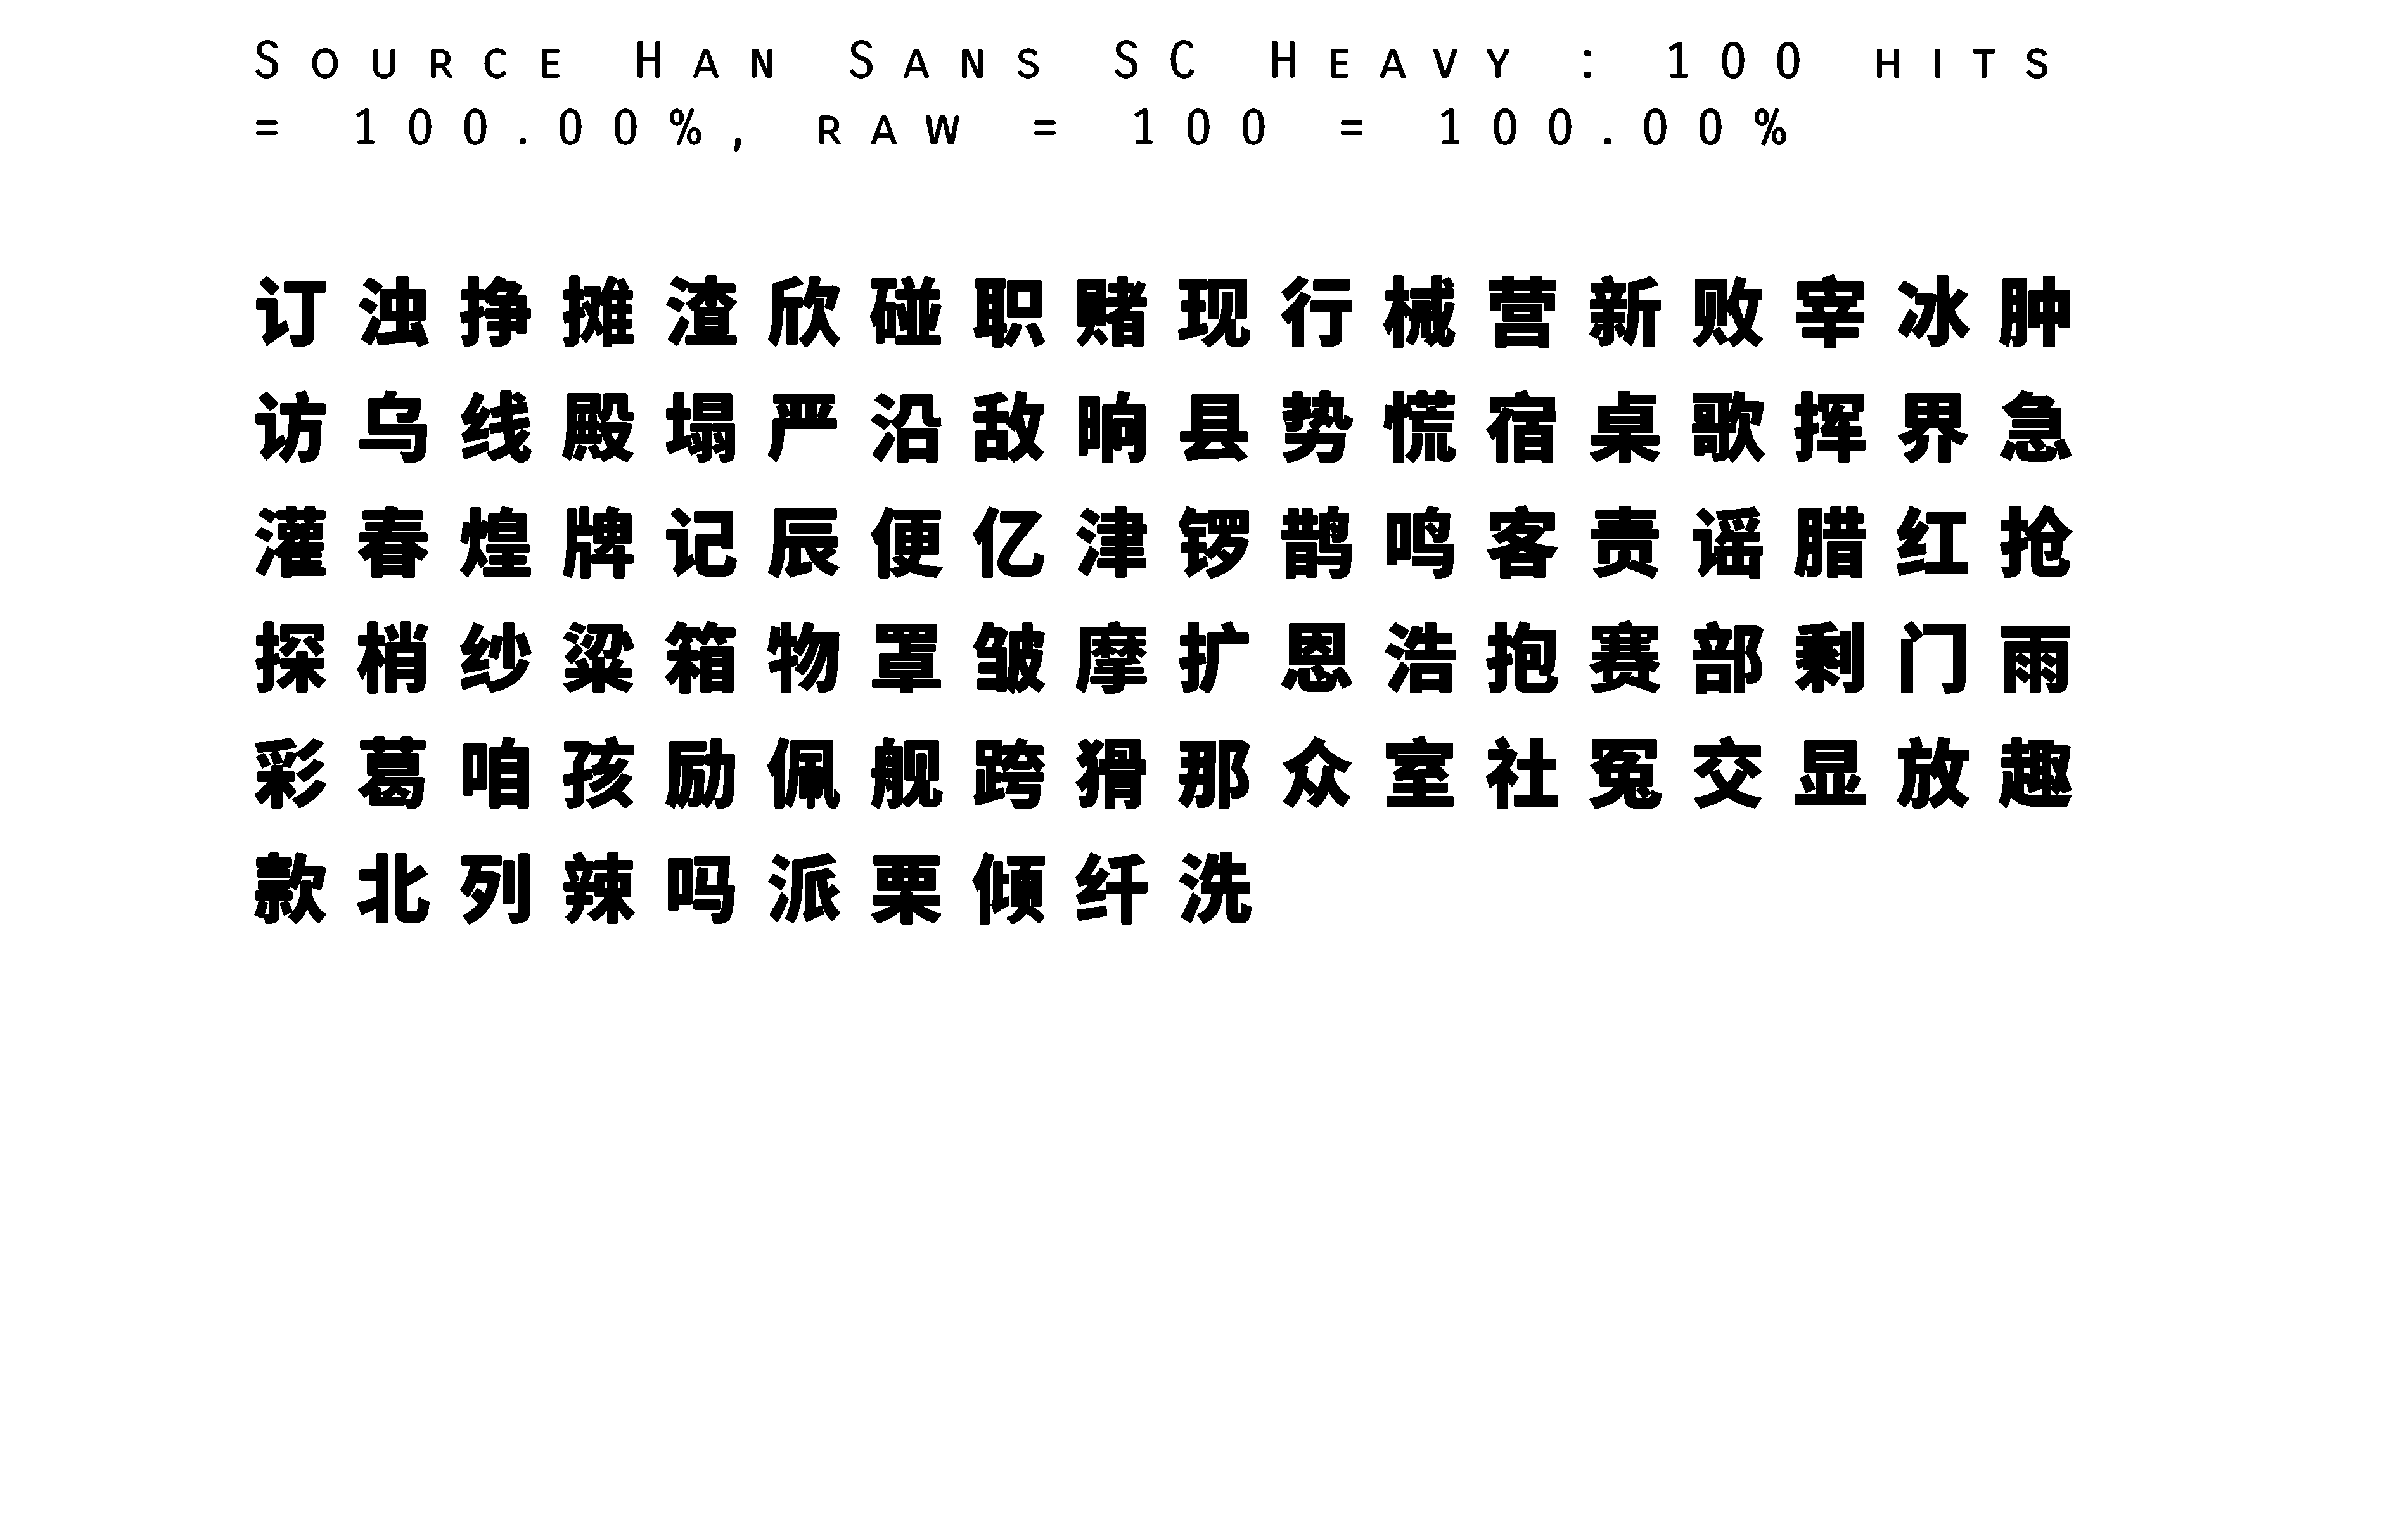 Source Han Sans SC Heavy : 100 hits
= 100.00%, raw = 100 = 100.00%
订浊挣摊渣欣碰职赌现行械营新败宰冰肿
访乌线殿塌严沿敌晌县势慌宿桌歌挥界急
灌春煌牌记辰便亿津锣鹊鸣客责谣腊红抢
探梢纱粱箱物罩皱摩扩恩浩抱赛部剩门雨
彩葛咱孩励佩舰跨猾那众室社冤交显放趣
款北列辣吗派栗倾纤洗